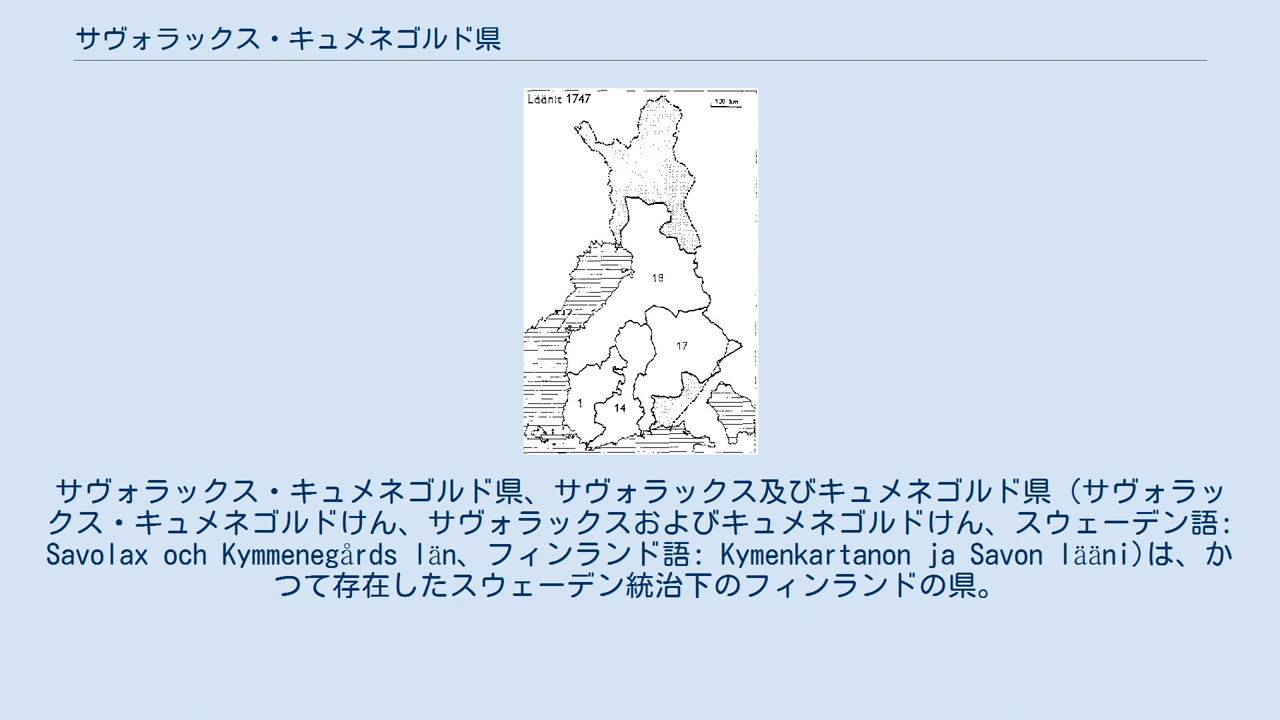 サヴォラックス・キュメネゴルド県
Läänit 1747
100 km
18
17
17
1
14
サヴォラックス・キュメネゴルド県、サヴォラックス及びキュメネゴルド県（サヴォラッ
クス・キュメネゴルドけん、サヴォラックスおよびキュメネゴルドけん、スウェーデン語:
Savolax och Kymmenegårds län、フィンランド語: Kymenkartanon ja Savon lääni)は、か
つて存在したスウェーデン統治下のフィンランドの県。